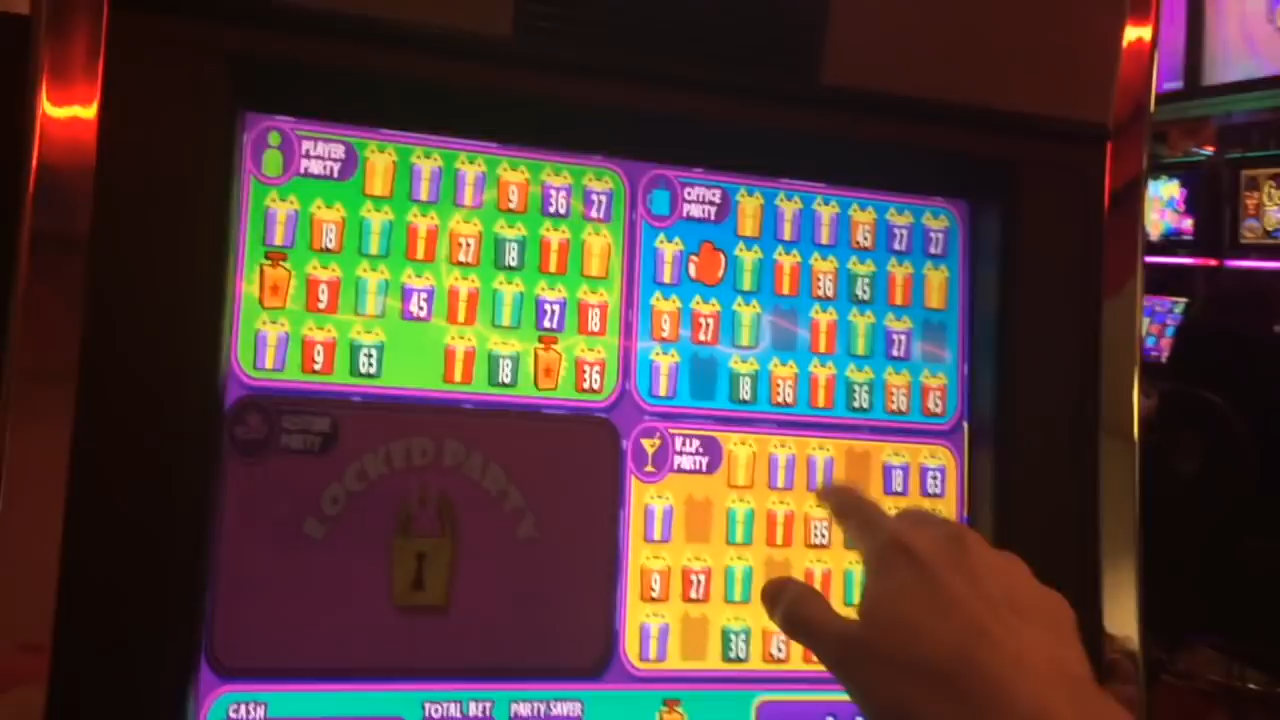 PLAYER
PARTY
9 36 27
18 27 18
9 45 27 18
9 63 18 36
OFFICE
PARTY
45 27 27
36 45
9 27 27
18 36 36 36 45
PARTY
LOCKED PARTY
V.I.P.
PARTY
18 63
135
9 27
36 45
CASH
TOTAL BET
PARTY SAVER